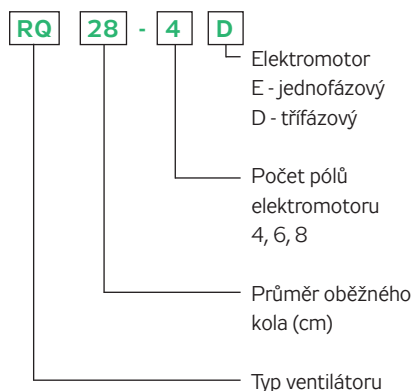 RQ 28 - 4 D
Elektromotor
E - jednofázový
D - třífázový
Počet pólů
elektromotoru
4, 6, 8
Průměr oběžného
kola (cm)
Typ ventilátoru